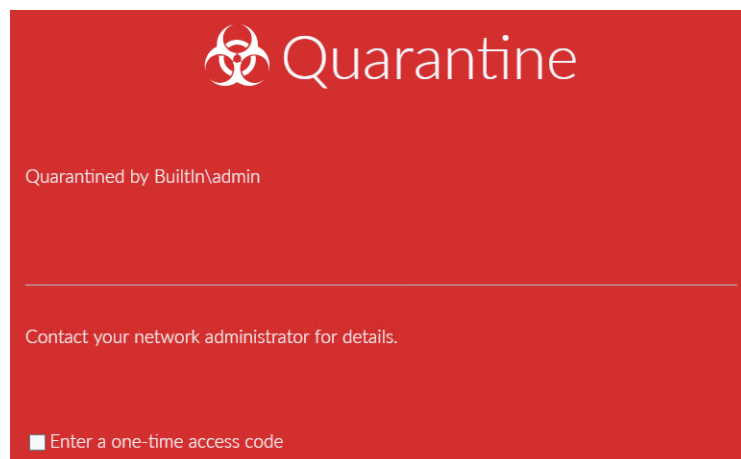 Quarantine
Quarantined by BuiltIn\admin
Contact your network administrator for details.
Enter a one-time access code